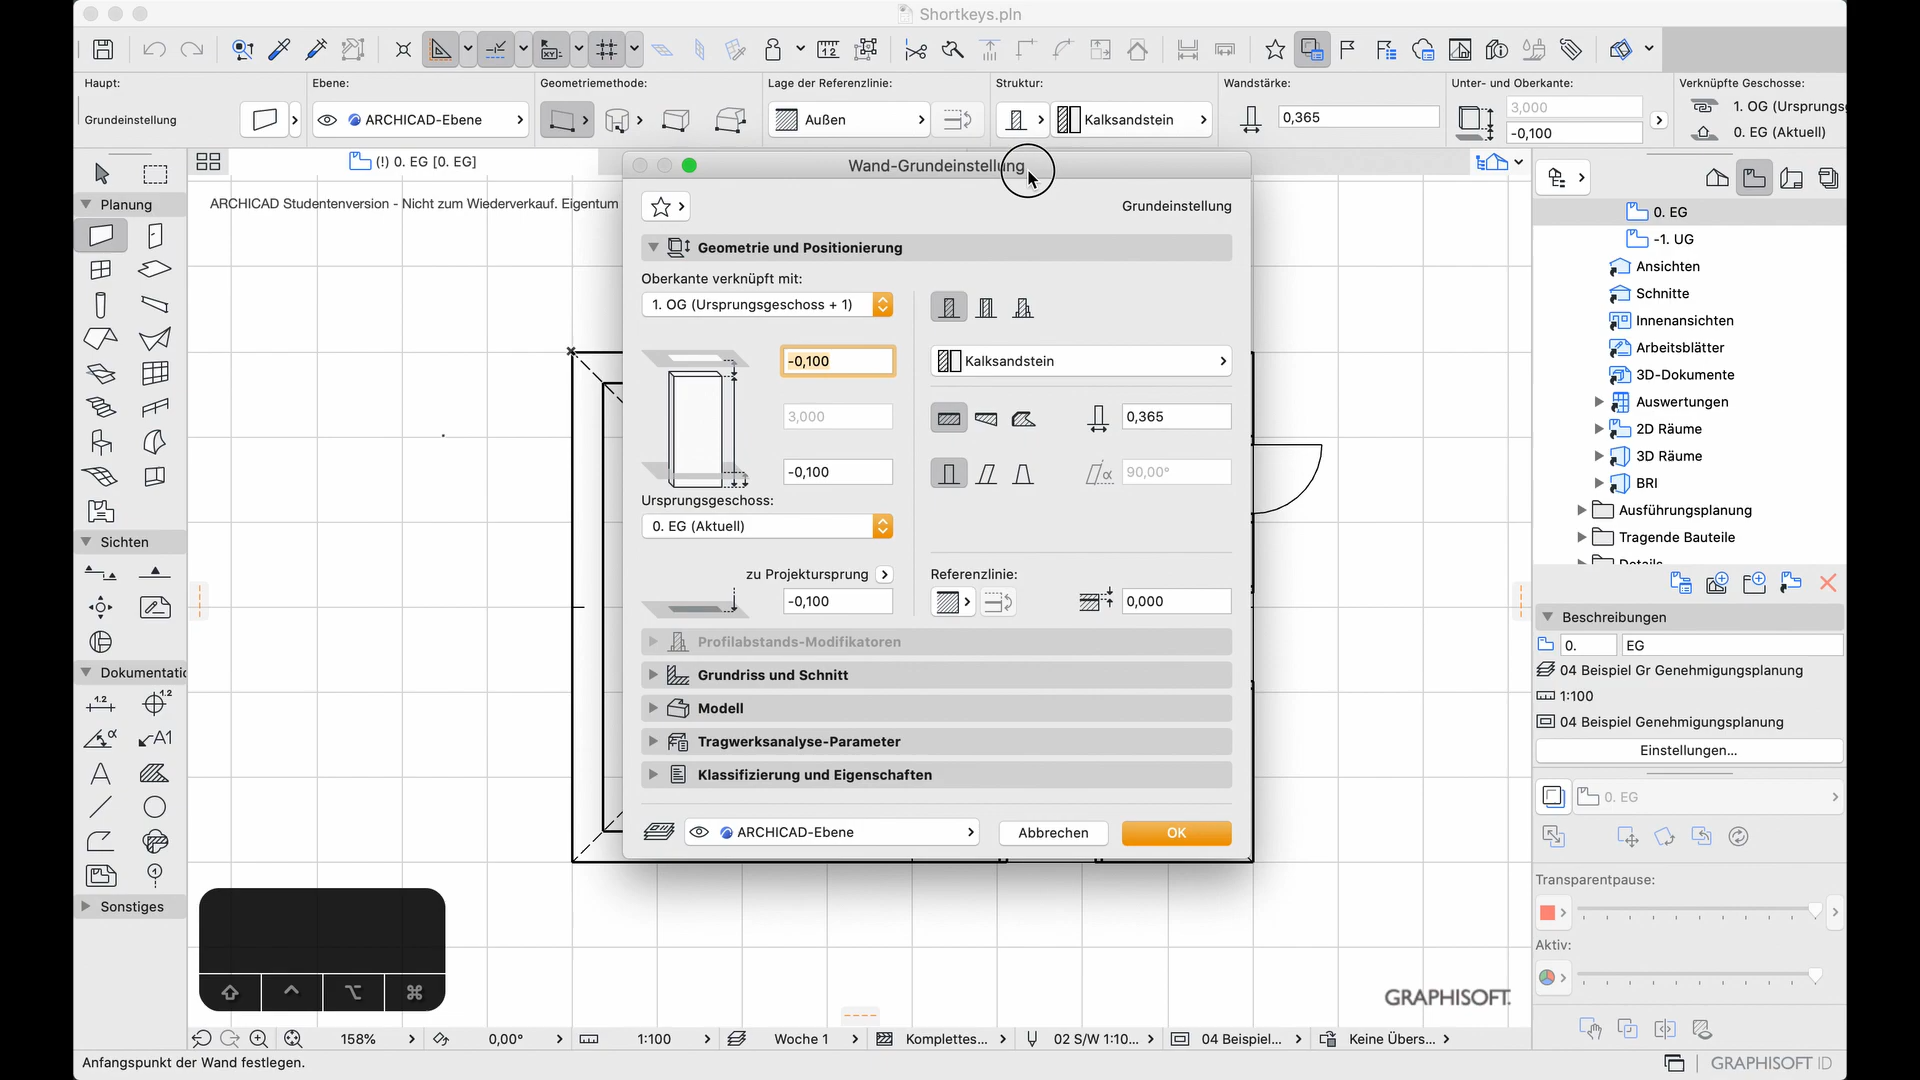 Shortkeys.pln
Haupt:
Ebene:
Geometriemethode:
Lage der Referenzlinie:
Struktur:
Wandstärke:
Unter- und Oberkante:
Verknüpfte Geschosse:
Grundeinstellung
ARCHICAD-Ebene
Außen
Kalksandstein
0,365
3,000
-0,100
1. OG (Ursprungs
0. EG (Aktuell)
(!) 0. EG [0. EG]
ARCHICAD Studentenversion - Nicht zum Wiederverkauf. Eigentum
Planung
Sichten
Dokumentatic
Sonstiges
Wand-Grundeinstellung
Grundeinstellung
Geometrie und Positionierung
Oberkante verknüpft mit:
1. OG (Ursprungsgeschoss + 1)
-0,100
Kalksandstein
3,000
0,365
-0,100
90,00°
Ursprungsgeschoss:
0. EG (Aktuell)
zu Projektursprung
Referenzlinie:
-0,100
0,000
Profilabstands-Modifikatoren
Grundriss und Schnitt
Modell
Tragwerksanalyse-Parameter
Klassifizierung und Eigenschaften
ARCHICAD-Ebene
Abbrechen
OK
0. EG
-1. UG
Ansichten
Schnitte
Innenansichten
Arbeitsblätter
3D-Dokumente
Auswertungen
2D Räume
3D Räume
BRI
Ausführungsplanung
Tragende Bauteile
Beschreibungen
0.
EG
04 Beispiel Gr Genehmigungsplanung
1:100
04 Beispiel Genehmigungsplanung
Einstellungen...
0. EG
Transparentpause:
Aktiv:
GRAPHISOFT.
158%
0,00°
1:100
Woche 1
Komplettes...
02 S/W 1:10...
04 Beispiel...
Keine Übers...
Anfangspunkt der Wand festlegen.
GRAPHISOFT ID